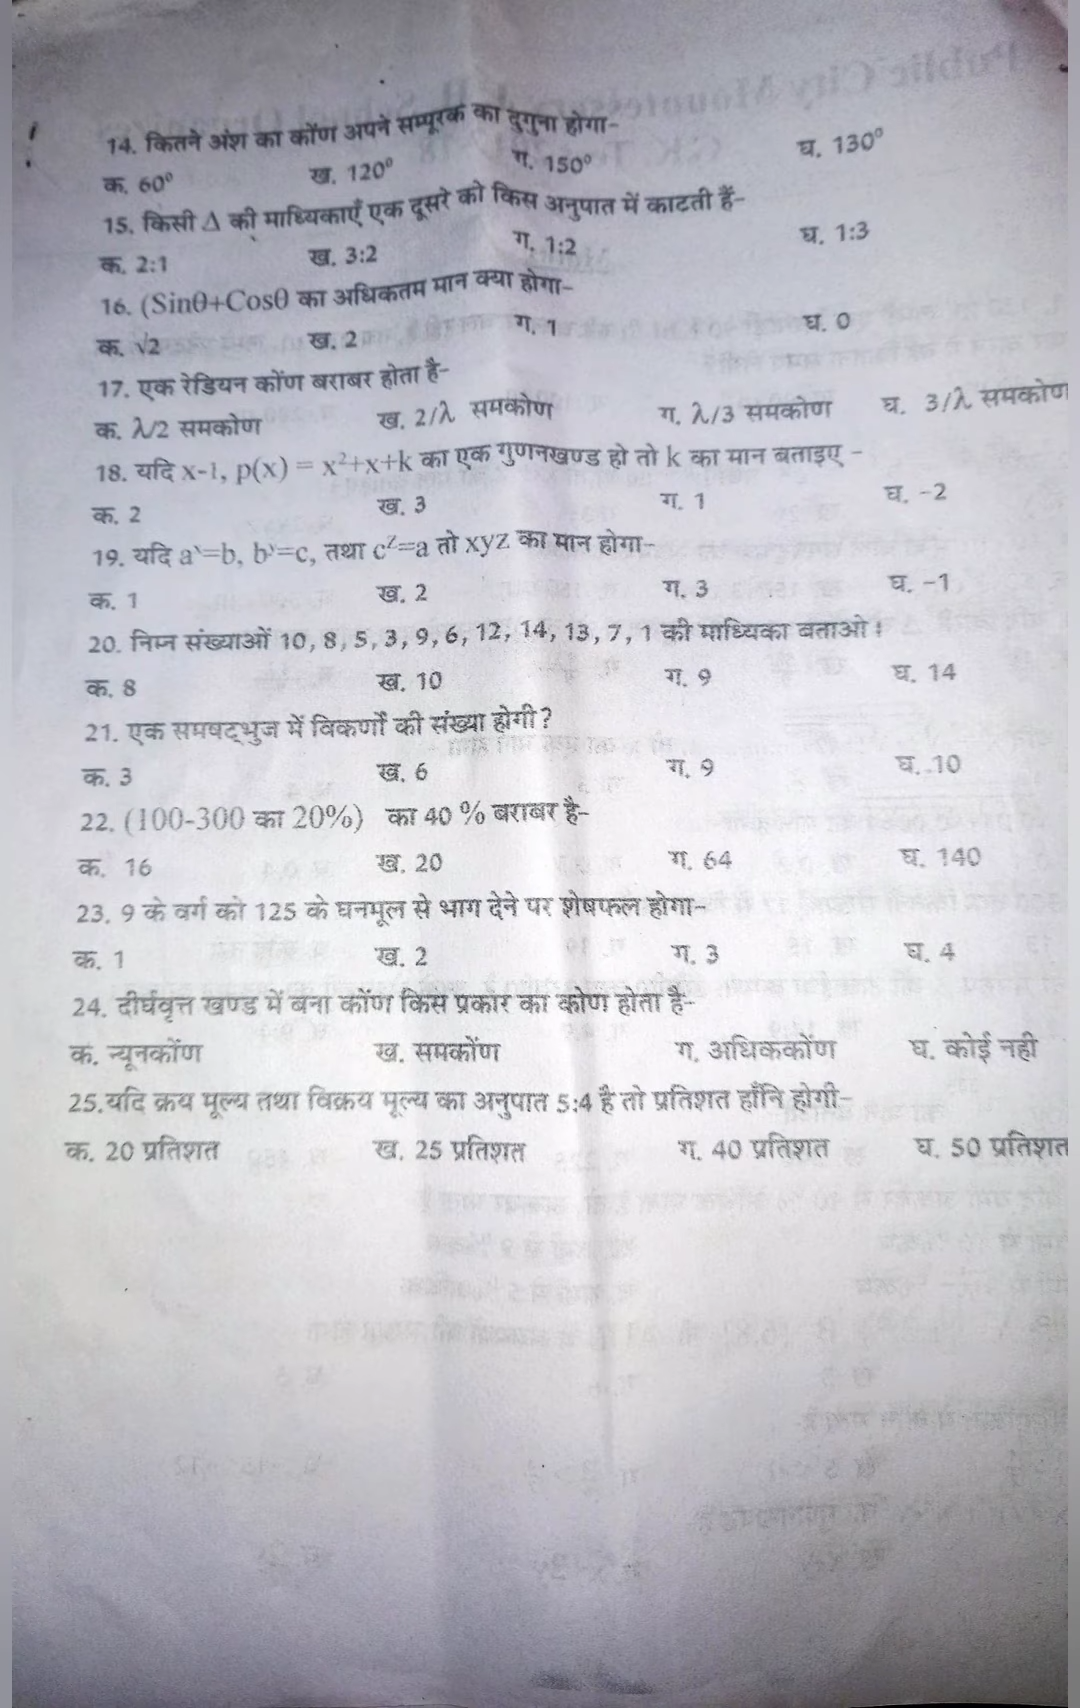 14. कितने अंश का कोंण अपने सम्पूरक का दुगुना होगा-
क. 60⁰ ख. 120⁰ ग. 150⁰ घ. 130⁰
15. किसी Δ की माध्यिकाएँ एक दूसरे को किस अनुपात में काटती हैं-
क. 2:1 ख. 3:2 ग. 1:2 घ. 1:3
16. (Sinθ+Cosθ का अधिकतम मान क्या होगा-
क. √2 ख. 2 ग. 1 घ. 0
17. एक रेडियन कोंण बराबर होता है-
क. λ/2 समकोण ख. 2/λ समकोण ग. λ/3 समकोण घ. 3/λ समकोण
18. यदि x-1, p(x) = x²+x+k का एक गुणनखण्ड हो तो k का मान बताइए -
क. 2 ख. 3 ग. 1 घ. -2
19. यदि a`=b, b'=c, तथा cᶻ=a तो xyz का मान होगा-
क. 1 ख. 2 ग. 3 घ. -1
20. निम्न संख्याओं 10, 8, 5, 3, 9, 6, 12, 14, 13, 7, 1 की माध्यिका बताओ।
क. 8 ख. 10 ग. 9 घ. 14
21. एक समषट्भुज में विकर्णों की संख्या होगी?
क. 3 ख. 6 ग. 9 घ. 10
22. (100-300 का 20%) का 40 % बराबर है-
क. 16 ख. 20 ग. 64 घ. 140
23. 9 के वर्ग को 125 के घनमूल से भाग देने पर शेषफल होगा-
क. 1 ख. 2 ग. 3 घ. 4
24. दीर्घवृत्त खण्ड में बना कोंण किस प्रकार का कोण होता है-
क. न्यूनकोंण ख. समकोंण ग. अधिककोंण घ. कोई नही
25.यदि क्रय मूल्य तथा विक्रय मूल्य का अनुपात 5:4 है तो प्रतिशत हाँनि होगी-
क. 20 प्रतिशत ख. 25 प्रतिशत ग. 40 प्रतिशत घ. 50 प्रतिशत